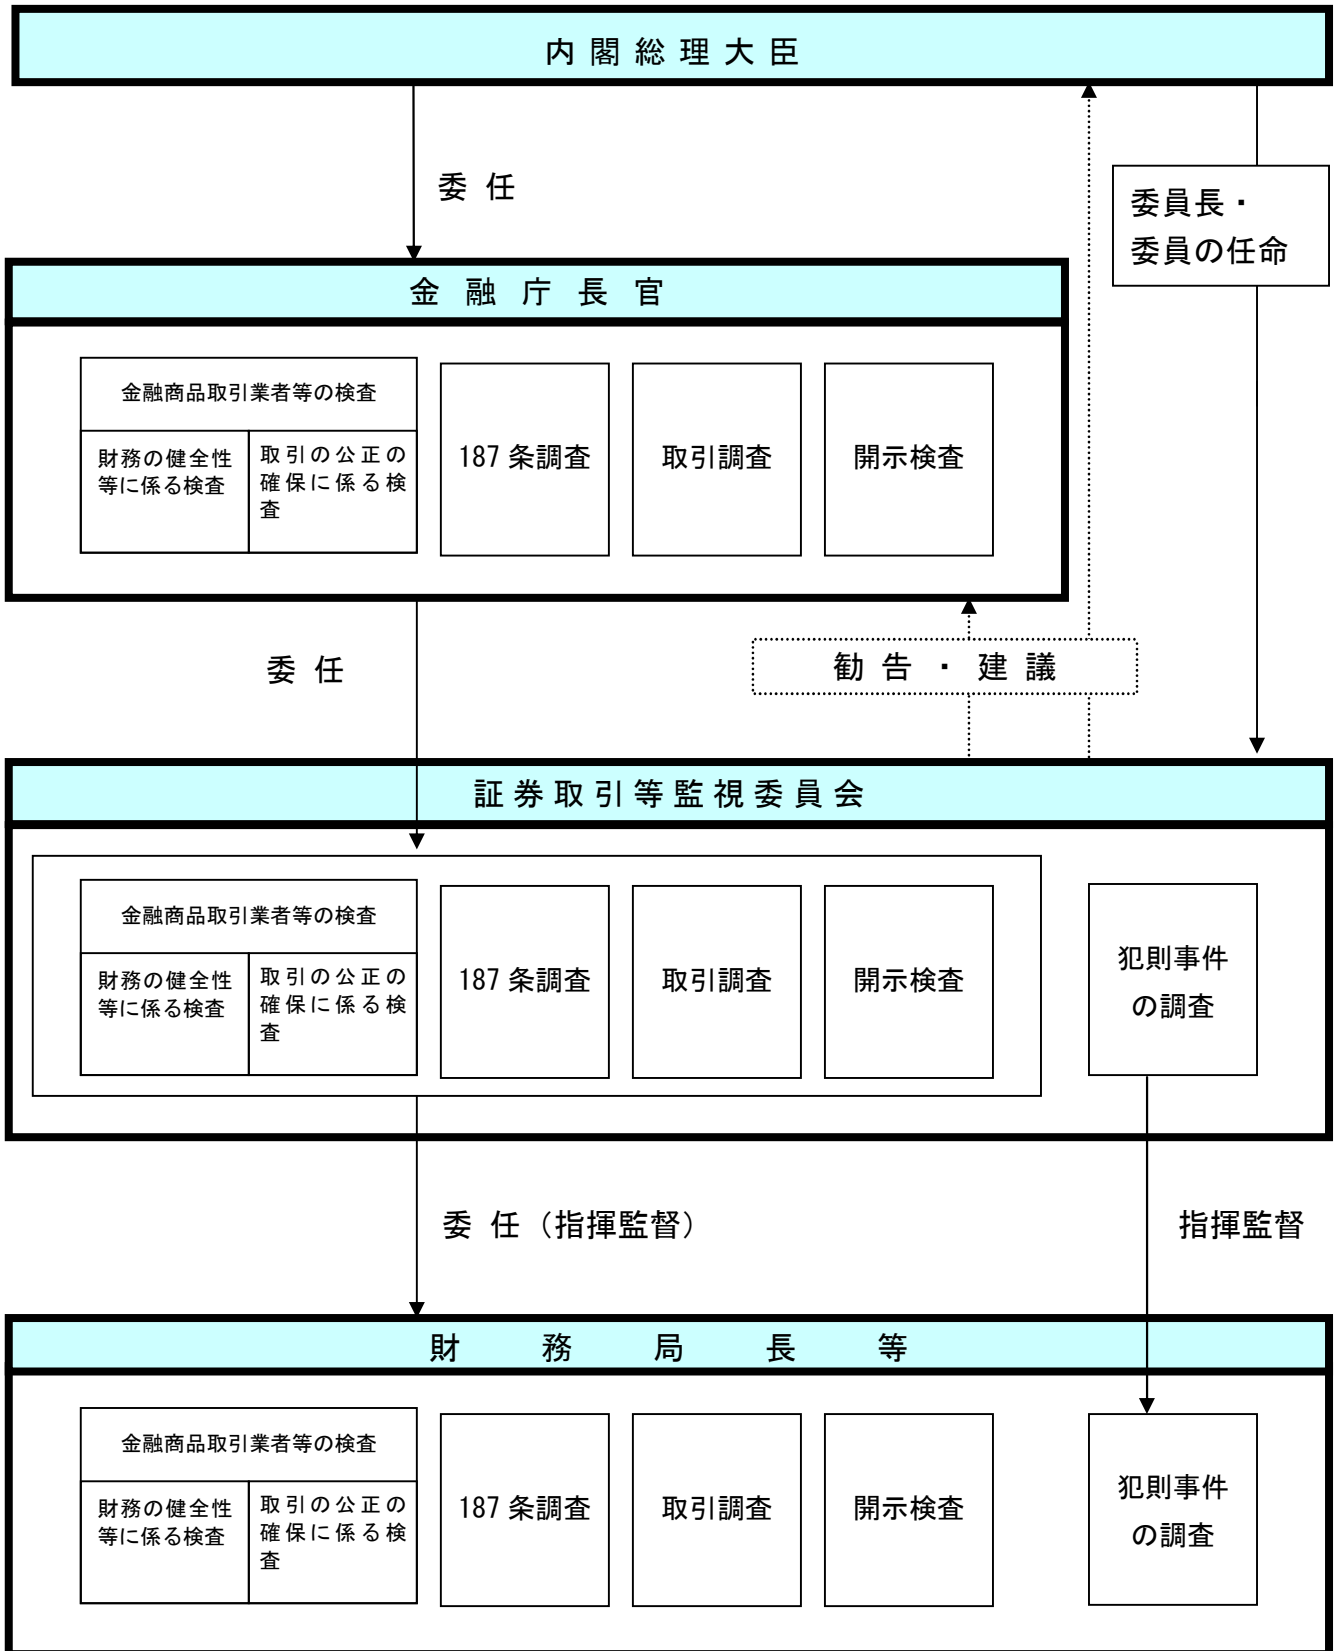 内閣総理大臣
委任
委員長・
委員の任命
金融庁長官
金融商品取引業者等の検査
財務の健全性
等に係る検査
取引の公正の
確保に係る検
査
187条調査
取引調査
開示検査
委任
勧告・建議
証券取引等監視委員会
金融商品取引業者等の検査
財務の健全性
等に係る検査
取引の公正の
確保に係る検
査
187条調査
取引調査
開示検査
犯則事件
の調査
委任（指揮監督）
指揮監督
財務局長等
金融商品取引業者等の検査
財務の健全性
等に係る検査
取引の公正の
確保に係る検
査
187条調査
取引調査
開示検査
犯則事件
の調査